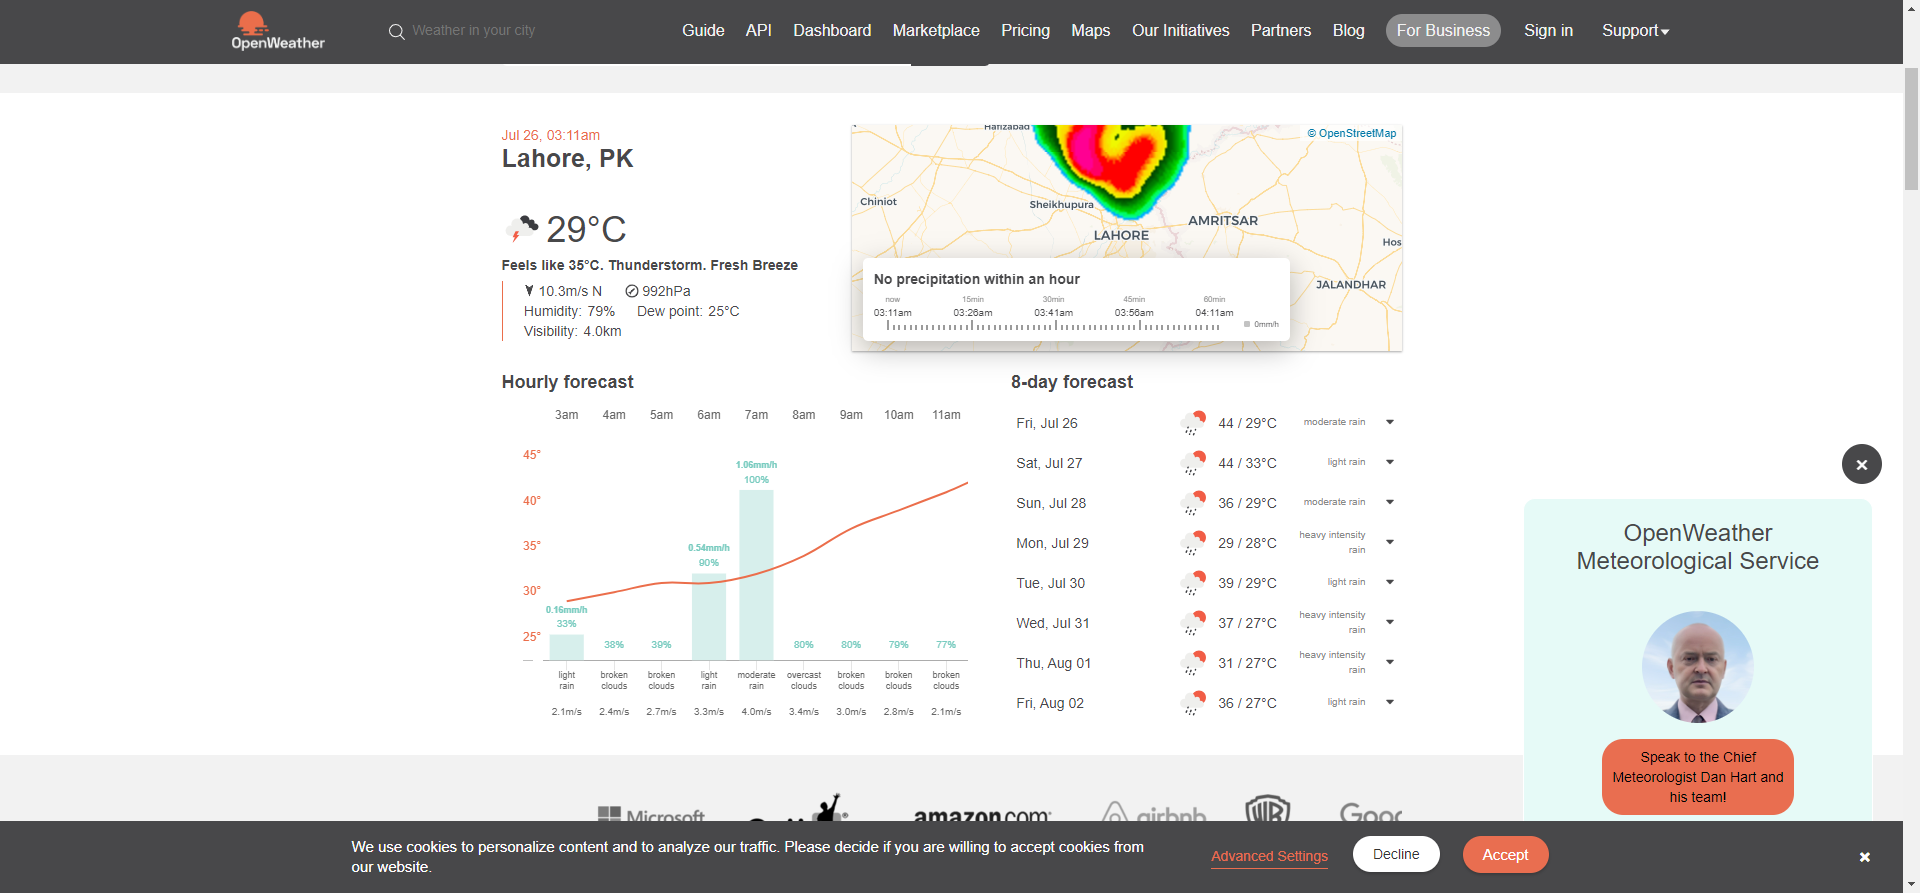 OpenWeather
Weather in your city
Guide
API
Dashboard
Marketplace
Pricing
Maps
Our Initiatives
Partners
Blog
For Business
Sign in
Support
Jul 26, 03:11am
Lahore, PK
29°C
Feels like 35°C. Thunderstorm. Fresh Breeze
10.3m/s N 992hPa
Humidity: 79% Dew point: 25°C
Visibility: 4.0km
© OpenStreetMap
Hafizabad
Chiniot
Sheikhupura
AMRITSAR
LAHORE
Hos
JALANDHAR
No precipitation within an hour
now 15min 30min 45min 60min
03:11am 03:26am 03:41am 03:56am 04:11am
0mm/h
Hourly forecast
3am 4am 5am 6am 7am 8am 9am 10am 11am
45°
40°
35°
30°
25°
1.06mm/h
100%
0.54mm/h
90%
0.16mm/h
33%
38% 39% 80% 80% 79% 77%
light rain
broken clouds
broken clouds
light rain
moderate rain
overcast clouds
broken clouds
broken clouds
broken clouds
2.1m/s 2.4m/s 2.7m/s 3.3m/s 4.0m/s 3.4m/s 3.0m/s 2.8m/s 2.1m/s
8-day forecast
Fri, Jul 26 44 / 29°C moderate rain
Sat, Jul 27 44 / 33°C light rain
Sun, Jul 28 36 / 29°C moderate rain
Mon, Jul 29 29 / 28°C heavy intensity rain
Tue, Jul 30 39 / 29°C light rain
Wed, Jul 31 37 / 27°C heavy intensity rain
Thu, Aug 01 31 / 27°C heavy intensity rain
Fri, Aug 02 36 / 27°C light rain
OpenWeather
Meteorological Service
Speak to the Chief
Meteorologist Dan Hart and
his team!
Microsoft
amazon.com
airbnb
WB
Goog
We use cookies to personalize content and to analyze our traffic. Please decide if you are willing to accept cookies from
our website.
Advanced Settings
Decline
Accept